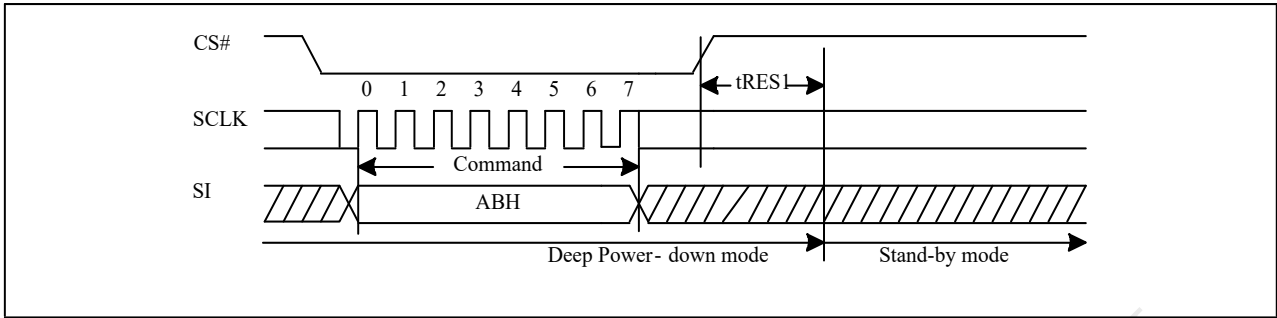 CS#
tRES1
0 1 2 3 4 5 6 7
SCLK
Command
SI
ABH
Deep Power- down mode
Stand-by mode